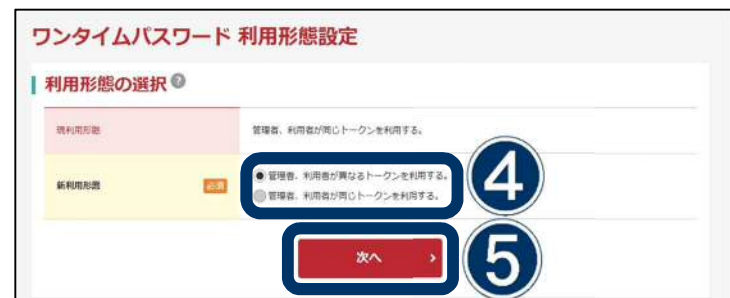 ワンタイムパスワード 利用形態設定
利用形態の選択 ?
現利用形態 管理者、利用者が同じトークンを利用する。
新利用形態 必須 管理者、利用者が異なるトークンを利用する。
管理者、利用者が同じトークンを利用する。
④
次へ ›
⑤